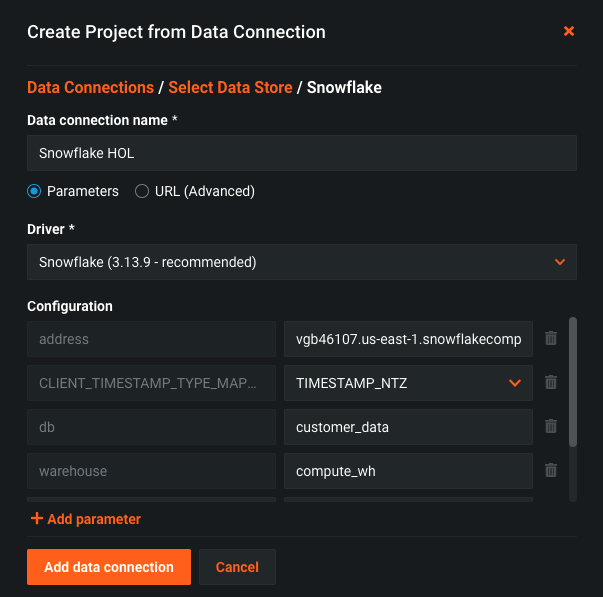 Create Project from Data Connection
Data Connections / Select Data Store / Snowflake
Data connection name *
Snowflake HOL
Parameters URL (Advanced)
Driver *
Snowflake (3.13.9 - recommended)
Configuration
address vgb46107.us-east-1.snowflakecomp
CLIENT_TIMESTAMP_TYPE_MAP... TIMESTAMP_NTZ
db customer_data
warehouse compute_wh
+ Add parameter
Add data connection Cancel